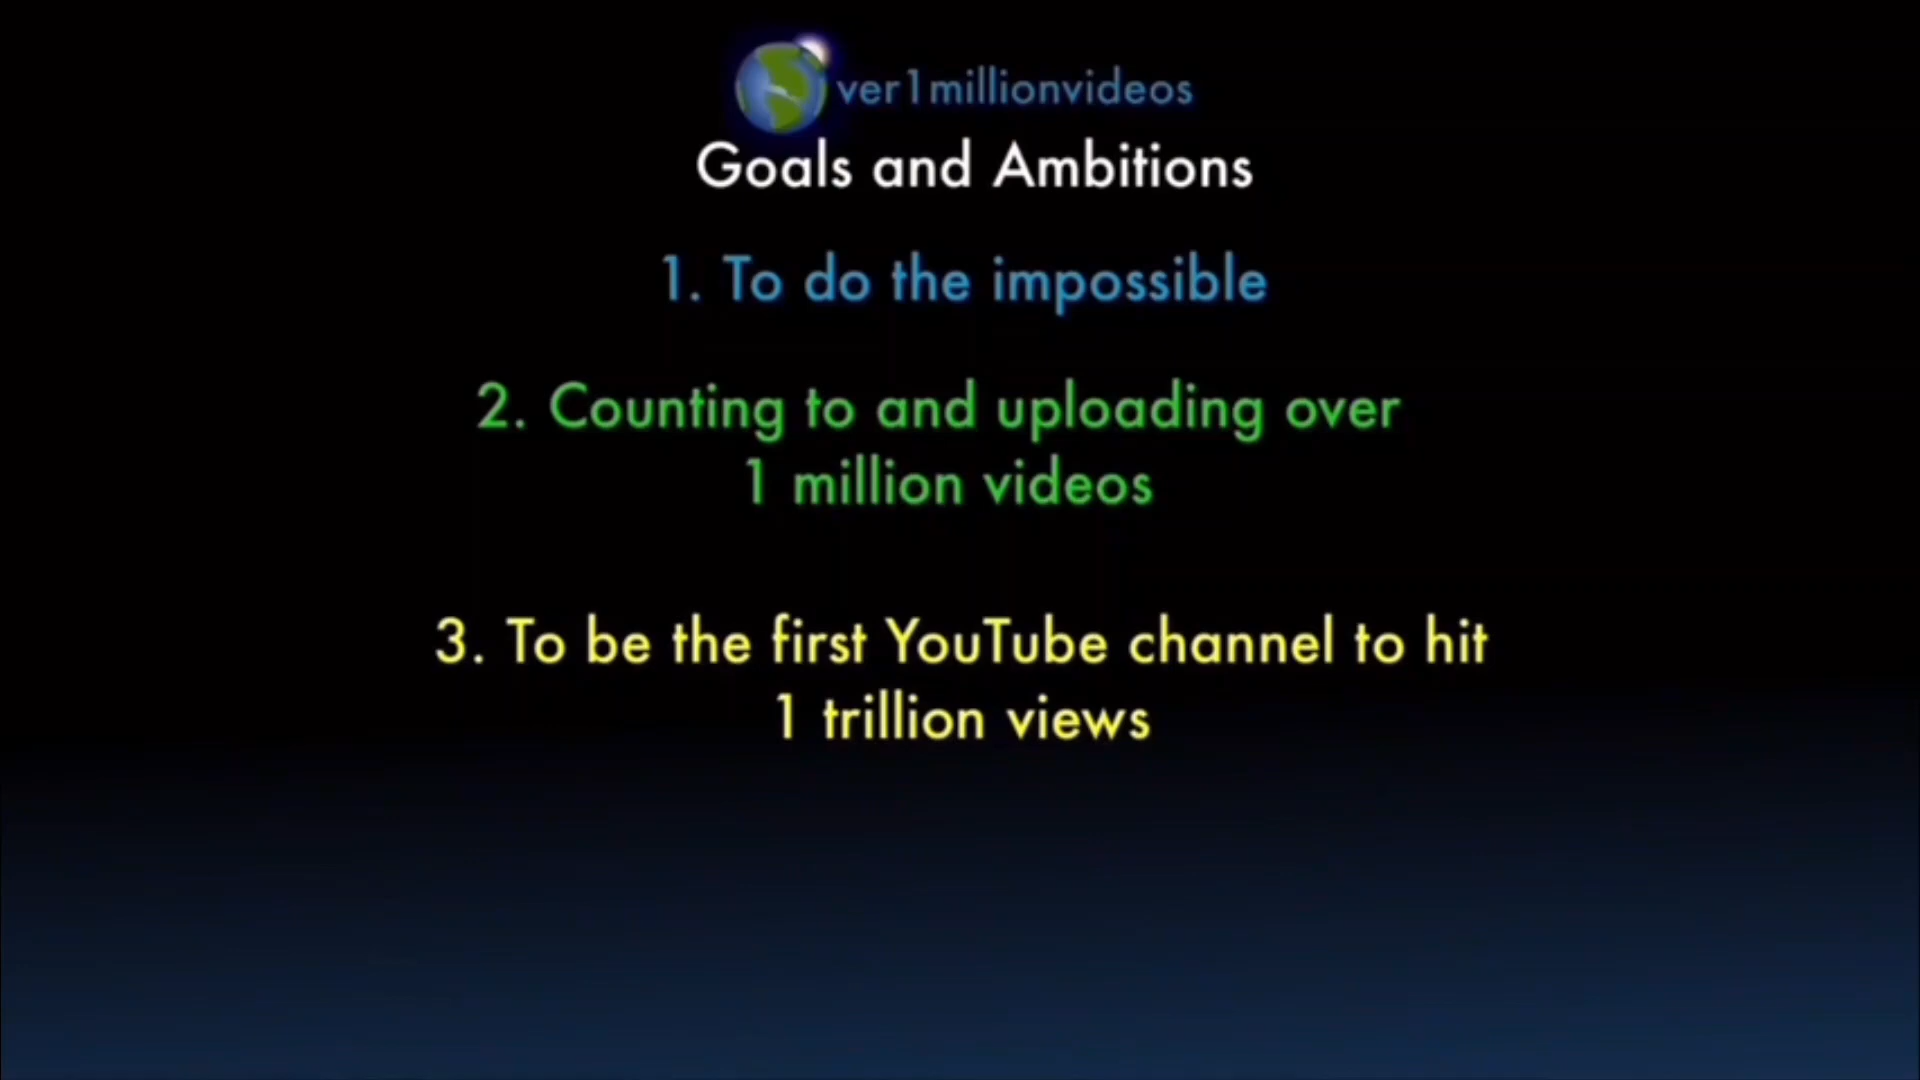 ver1millionvideos
Goals and Ambitions
1. To do the impossible
2. Counting to and uploading over
1 million videos
3. To be the first YouTube channel to hit
1 trillion views